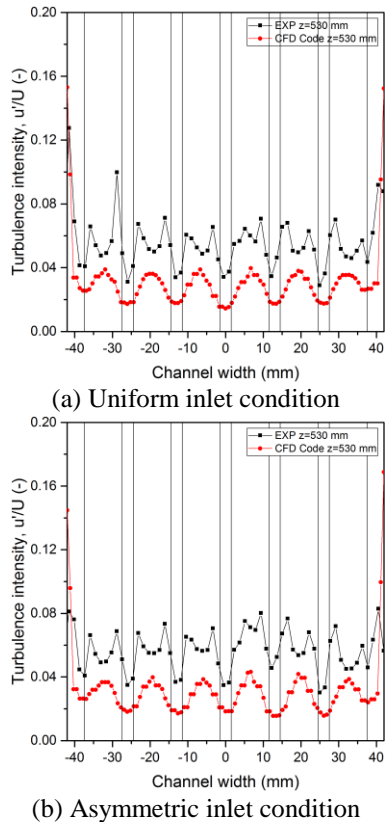 0.20
EXP z=530 mm
CFD Code z=530 mm
0.16
0.12
0.08
0.04
0.00
Turbulence intensity, u'/U (-)
-40 -30 -20 -10 0 10 20 30 40
Channel width (mm)
(a) Uniform inlet condition
0.20
EXP z=530 mm
CFD Code z=530 mm
0.16
0.12
0.08
0.04
0.00
Turbulence intensity, u'/U (-)
-40 -30 -20 -10 0 10 20 30 40
Channel width (mm)
(b) Asymmetric inlet condition